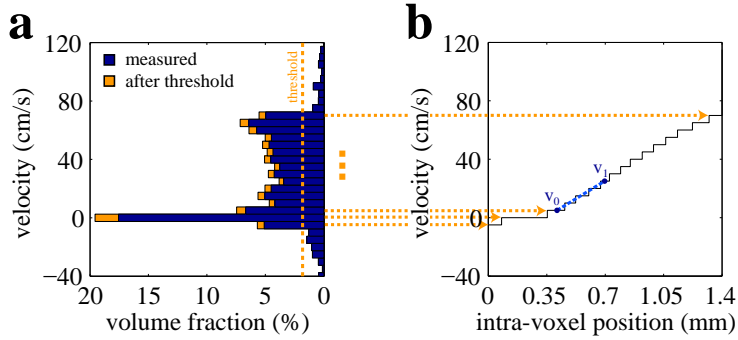 a
velocity (cm/s)
120
80
40
0
−40
measured
after threshold
threshold
20
15
10
5
0
volume fraction (%)
b
velocity (cm/s)
120
80
40
0
−40
v0
v1
0
0.35
0.7
1.05
1.4
intra-voxel position (mm)